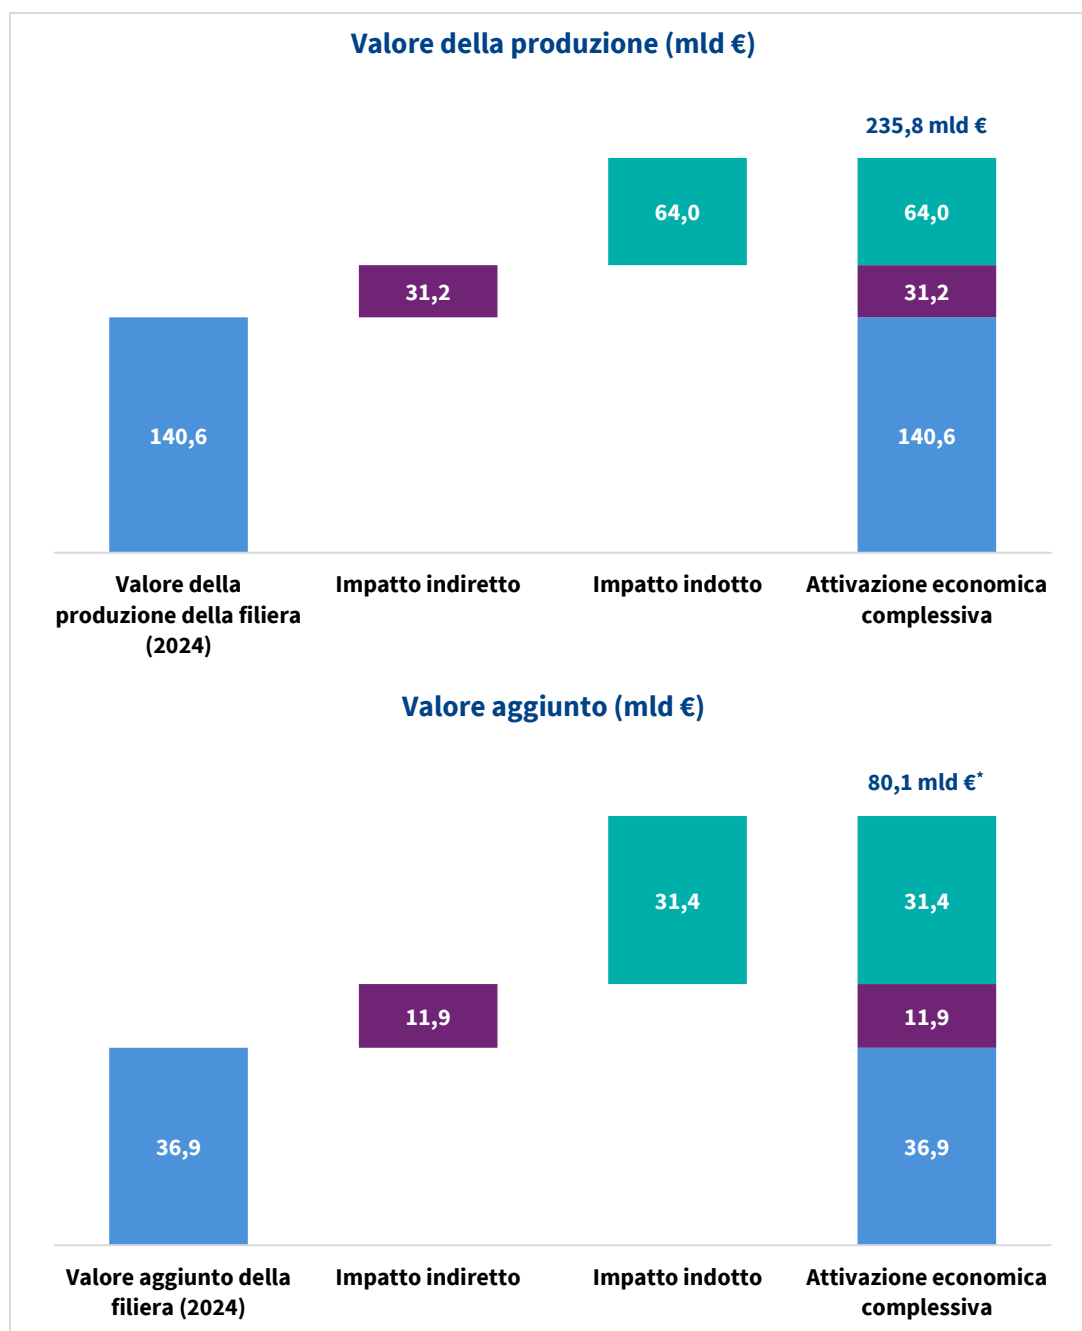 Valore della produzione (mld €)
235,8 mld €
64,0
64,0
31,2
31,2
140,6
140,6
Valore della
produzione della filiera
(2024)
Impatto indiretto
Impatto indotto
Attivazione economica
complessiva
Valore aggiunto (mld €)
80,1 mld €*
31,4
31,4
11,9
11,9
36,9
36,9
Valore aggiunto della
filiera (2024)
Impatto indiretto
Impatto indotto
Attivazione economica
complessiva